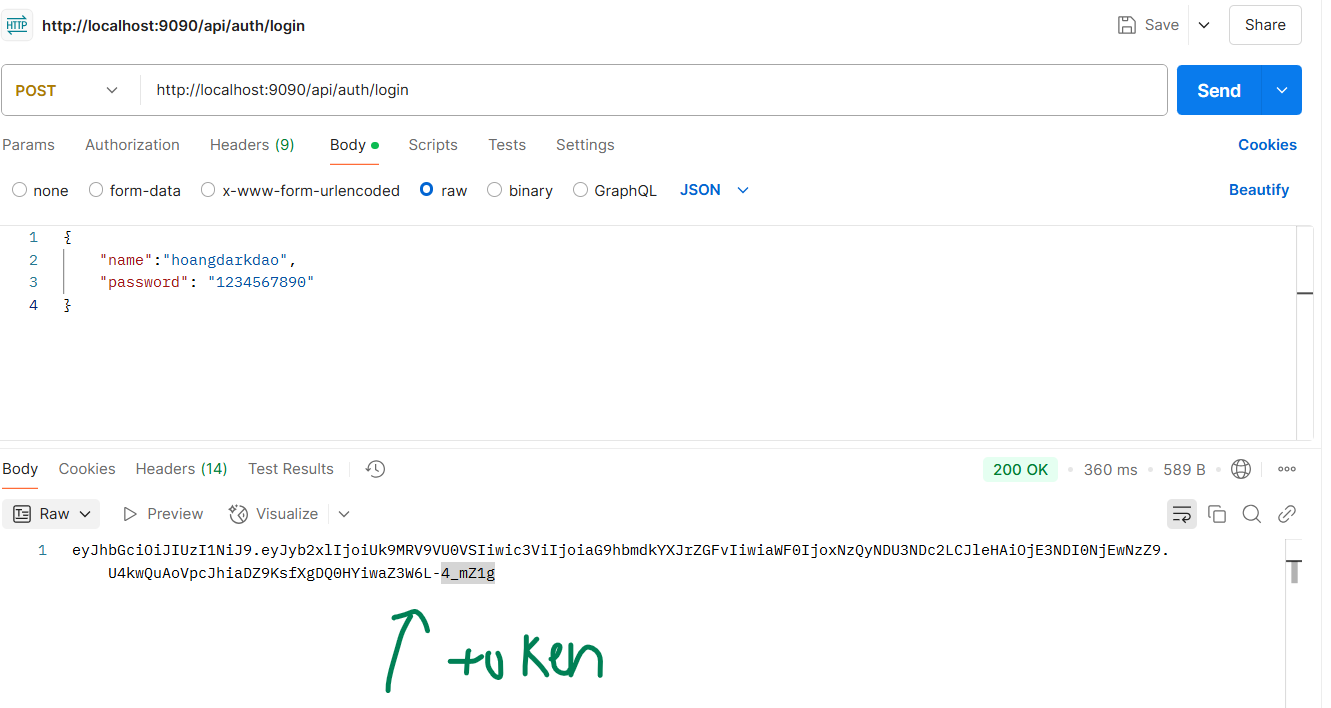 HTTP http://localhost:9090/api/auth/login Save Share
POST http://localhost:9090/api/auth/login Send
Params Authorization Headers (9) Body Scripts Tests Settings Cookies
none form-data x-www-form-urlencoded raw binary GraphQL JSON Beautify
1 {
2 "name":"hoangdarkdao",
3 "password": "1234567890"
4 }
Body Cookies Headers (14) Test Results 200 OK 360 ms 589 B
Raw Preview Visualize
1 eyJhbGciOiJIUzI1NiJ9.eyJyb2xlIjoiUk9MRV9VU0VSIiwic3ViIjoiaG9hbmdkYXJrZGFvIiwiaWF0IjoxNzQyNDU3NDc2LCJleHAiOjE3NDI0NjEwNzZ9.
U4kwQuAoVpcJhiaDZ9KsfXgDQ0HYiwaZ3W6L-4_mZ1g
token